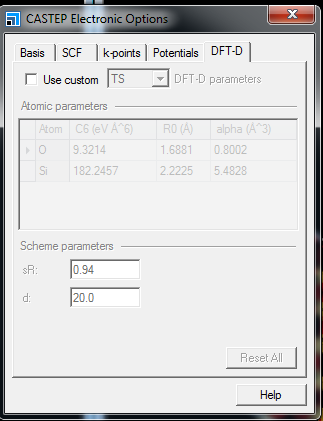 CASTEP Electronic Options
Basis SCF k-points Potentials DFT-D
Use custom TS DFT-D parameters
Atomic parameters
Atom C6 (eV Å^6) R0 (Å) alpha (Å^3)
O 9.3214 1.6881 0.8002
Si 182.2457 2.2225 5.4828
Scheme parameters
sR: 0.94
d: 20.0
Reset All
Help